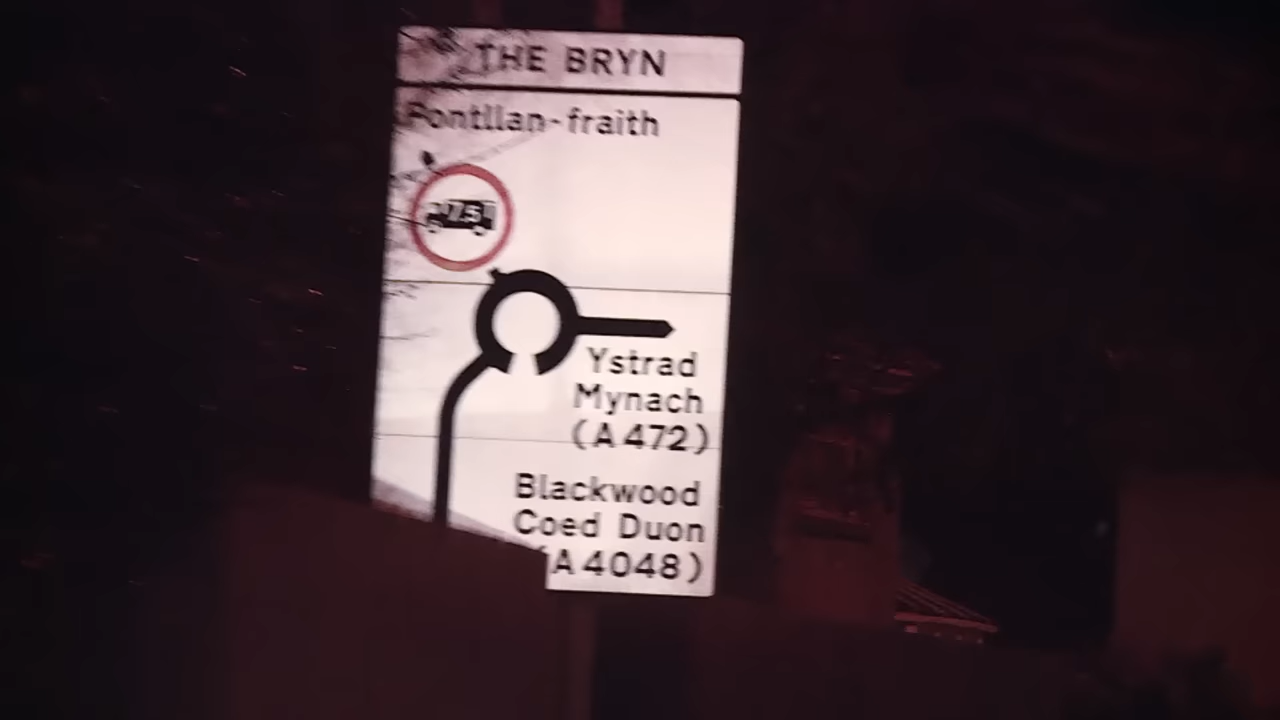 THE BRYN
Pontllan-fraith
7.5
Ystrad
Mynach
(A 472)
Blackwood
Coed Duon
(A 4048)